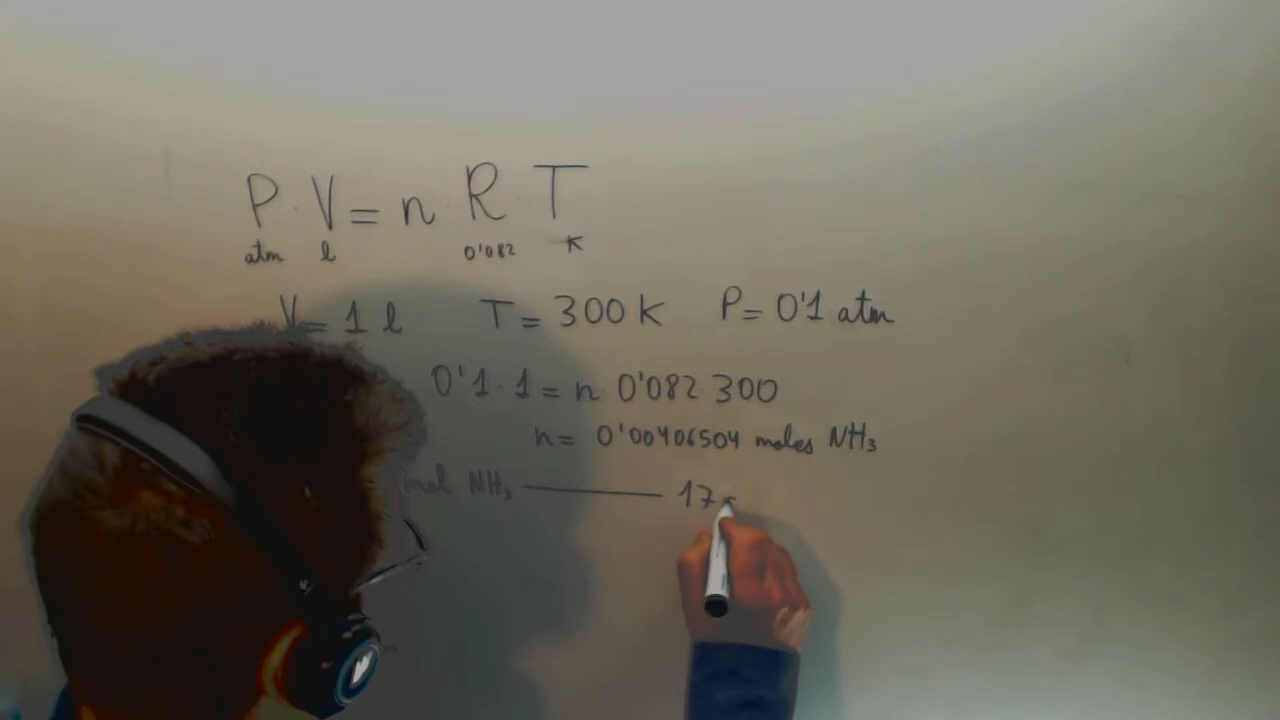 P · V = n · R · T
atm l 0'082 K
V = 1 l T = 300 K P = 0'1 atm
0'1 · 1 = n · 0'082 · 300
n = 0'00406504 moles NH₃
mol NH₃ ——— 17